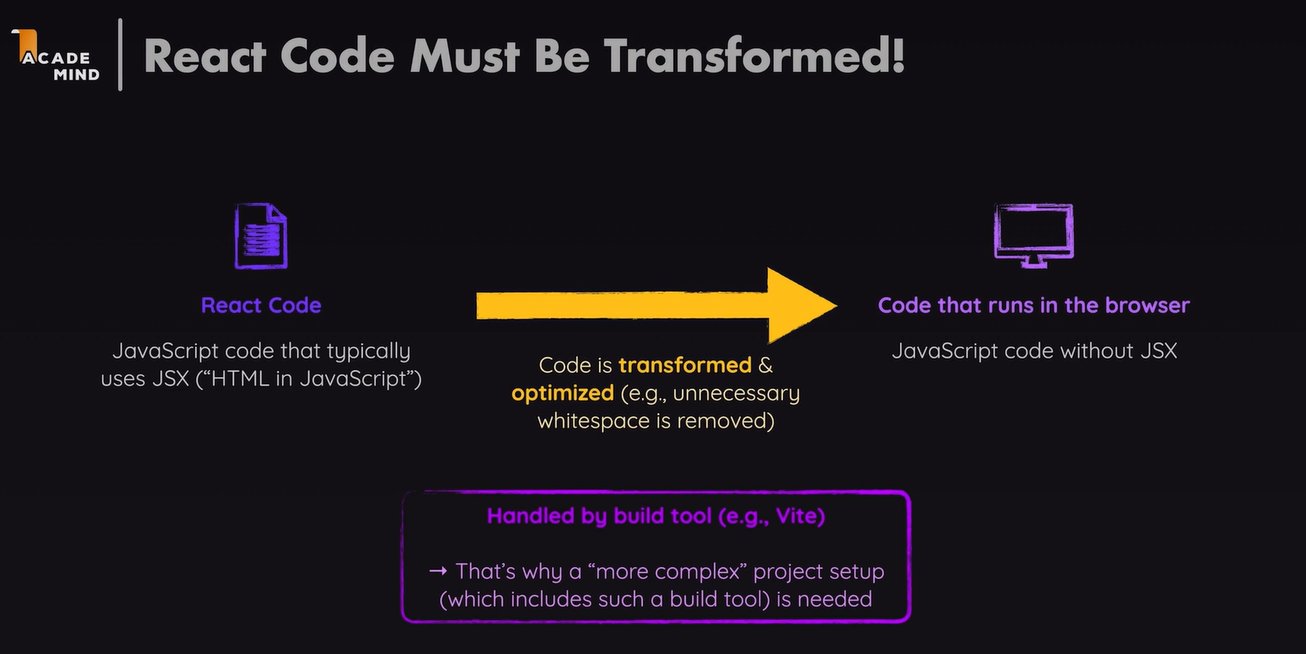 ACADE
MIND
React Code Must Be Transformed!
React Code
JavaScript code that typically
uses JSX (“HTML in JavaScript”)
Code is transformed &
optimized (e.g., unnecessary
whitespace is removed)
Code that runs in the browser
JavaScript code without JSX
Handled by build tool (e.g., Vite)
→ That’s why a “more complex” project setup
(which includes such a build tool) is needed